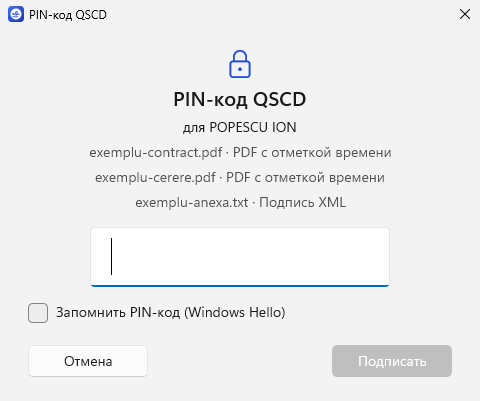 PIN-код QSCD
PIN-код QSCD
для POPESCU ION
exemplu-contract.pdf · PDF с отметкой времени
exemplu-cerere.pdf · PDF с отметкой времени
exemplu-anexa.txt · Подпись XML
Запомнить PIN-код (Windows Hello)
Отмена
Подписать